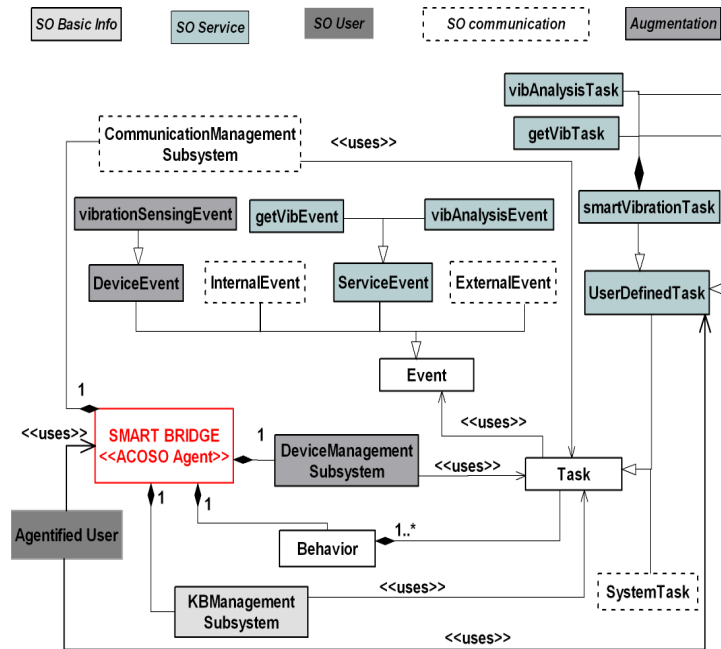 SO Basic Info
SO Service
SO User
SO communication
Augmentation
vibAnalysisTask
getVibTask
CommunicationManagement
Subsystem
<<uses>>
vibrationSensingEvent
getVibEvent
vibAnalysisEvent
smartVibrationTask
DeviceEvent
InternalEvent
ServiceEvent
ExternalEvent
UserDefinedTask
Event
1
<<uses>>
<<uses>>
SMART BRIDGE
<<ACOSO Agent>>
1
DeviceManagement
Subsystem
<<uses>>
Task
1
1
Agentified User
Behavior
1..*
<<uses>>
KBManagement
Subsystem
SystemTask
<<uses>>